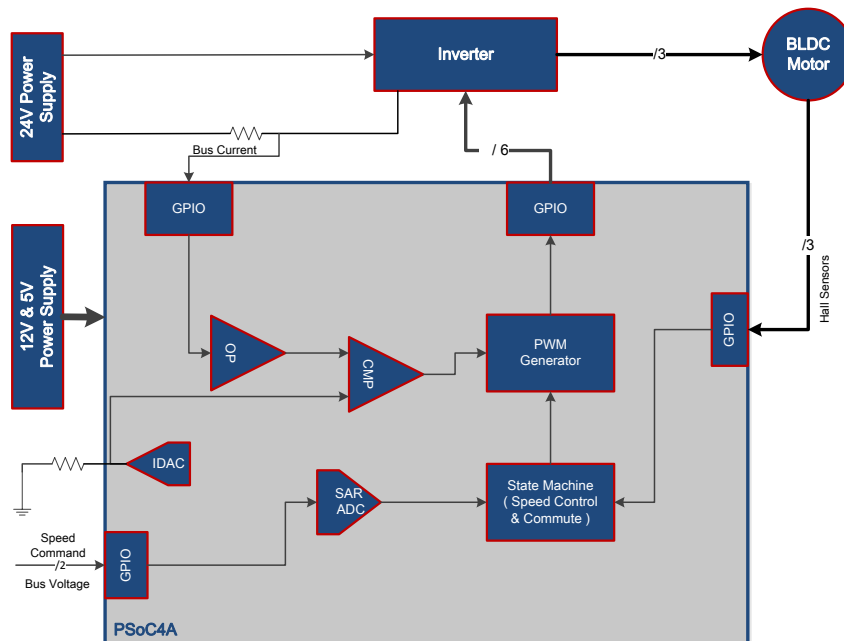 24V Power
Supply
Inverter
/3
BLDC
Motor
Bus Current
/ 6
GPIO
GPIO
12V & 5V
Power Supply
/3
Hall Sensors
GPIO
OP
CMP
PWM
Generator
IDAC
SAR
ADC
State Machine
( Speed Control
& Commute )
Speed
Command
/2
Bus Voltage
GPIO
PSoC4A